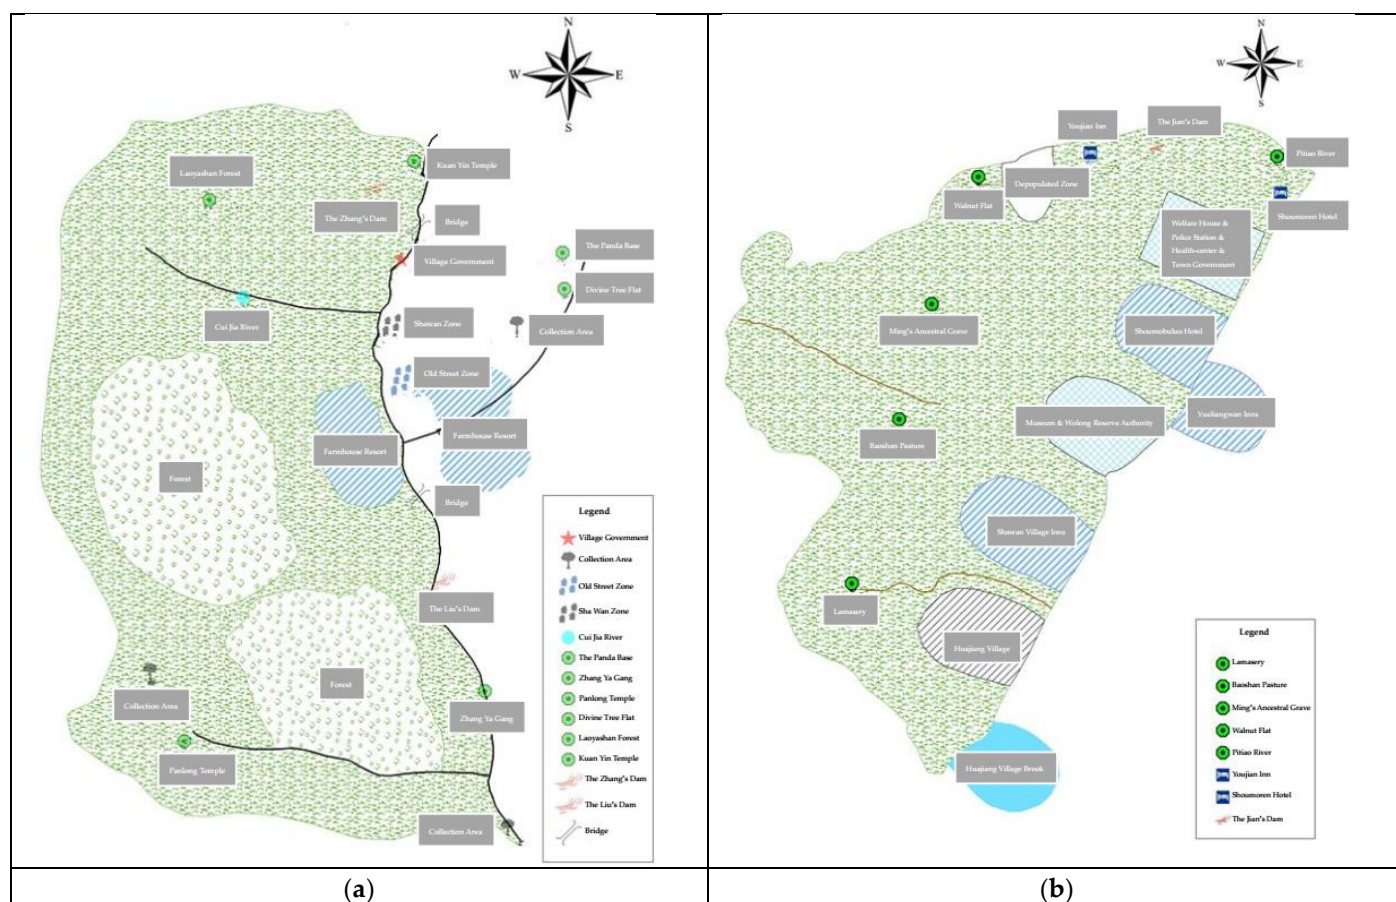 N
W
E
S
Kuan Yin Temple
Laoyashan Forest
The Zhang's Dam
Bridge
The Panda Base
Village Government
Divine Tree Flat
Cui Jia River
Shawan Zone
Collection Area
Old Street Zone
Farmhouse Resort
Farmhouse Resort
Forest
Bridge
The Liu's Dam
Forest
Collection Area
Zhang Ya Gang
Panlong Temple
Collection Area
Legend
Village Government
Collection Area
Old Street Zone
Sha Wan Zone
Cui Jia River
The Panda Base
Zhang Ya Gang
Panlong Temple
Divine Tree Flat
Laoyashan Forest
Kuan Yin Temple
The Zhang's Dam
The Liu's Dam
Bridge
(a)
N
W
E
S
Youjian Inn
The Jian's Dam
Pitiao River
Depopulated Zone
Walnut Flat
Shoumoren Hotel
Welfare House &
Police Station &
Health-center &
Town Government
Ming's Ancestral Grave
Shoumobuluo Hotel
Yueliangwan Inns
Museum & Wolong Reserve Authority
Baoshan Pasture
Shawan Village Inns
Lamasery
Huajiang Village
Huajiang Village Brook
Legend
Lamasery
Baoshan Pasture
Ming's Ancestral Grave
Walnut Flat
Pitiao River
Youjian Inn
Shoumoren Hotel
The Jian's Dam
(b)